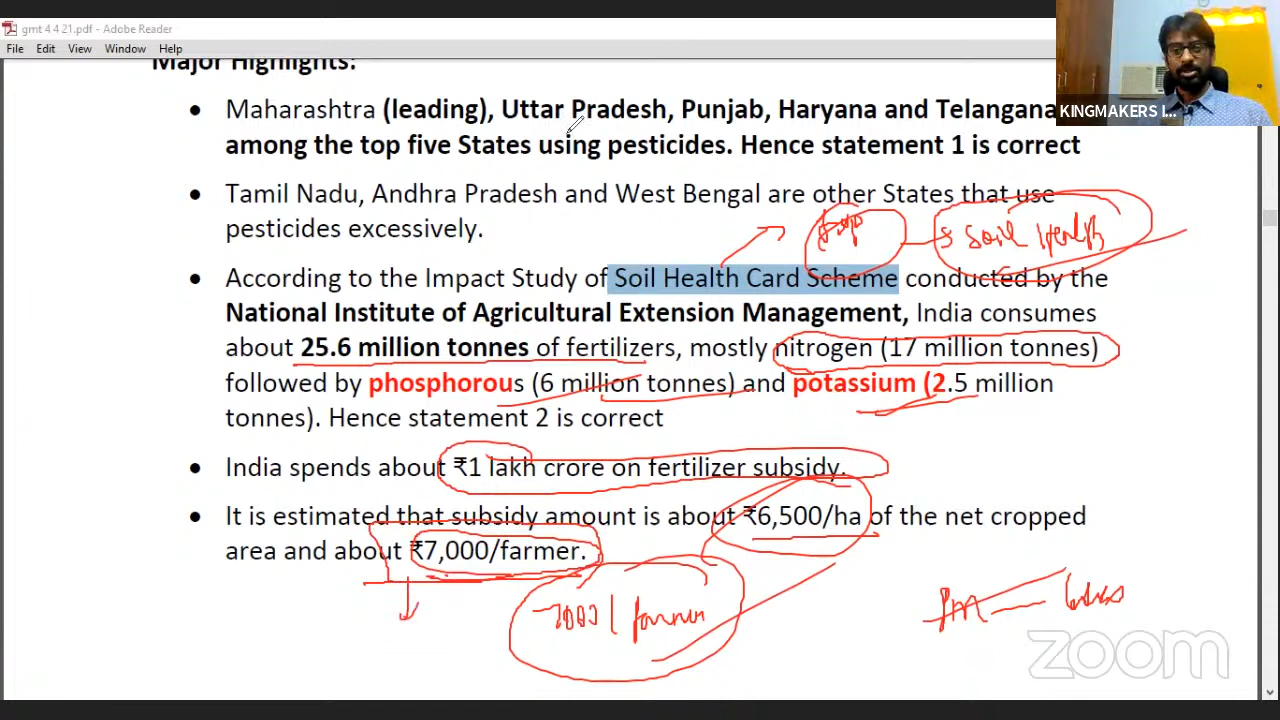 gmt 4 4 21.pdf - Adobe Reader
File Edit View Window Help
KINGMAKERS I...
Major Highlights:
• Maharashtra (leading), Uttar Pradesh, Punjab, Haryana and Telangana
among the top five States using pesticides. Hence statement 1 is correct
• Tamil Nadu, Andhra Pradesh and West Bengal are other States that use
pesticides excessively.
Soil Health
• According to the Impact Study of Soil Health Card Scheme conducted by the
National Institute of Agricultural Extension Management, India consumes
about 25.6 million tonnes of fertilizers, mostly nitrogen (17 million tonnes)
followed by phosphorous (6 million tonnes) and potassium (2.5 million
tonnes). Hence statement 2 is correct
• India spends about ₹1 lakh crore on fertilizer subsidy.
• It is estimated that subsidy amount is about ₹6,500/ha of the net cropped
area and about ₹7,000/farmer.
7000 / farmer
zoom